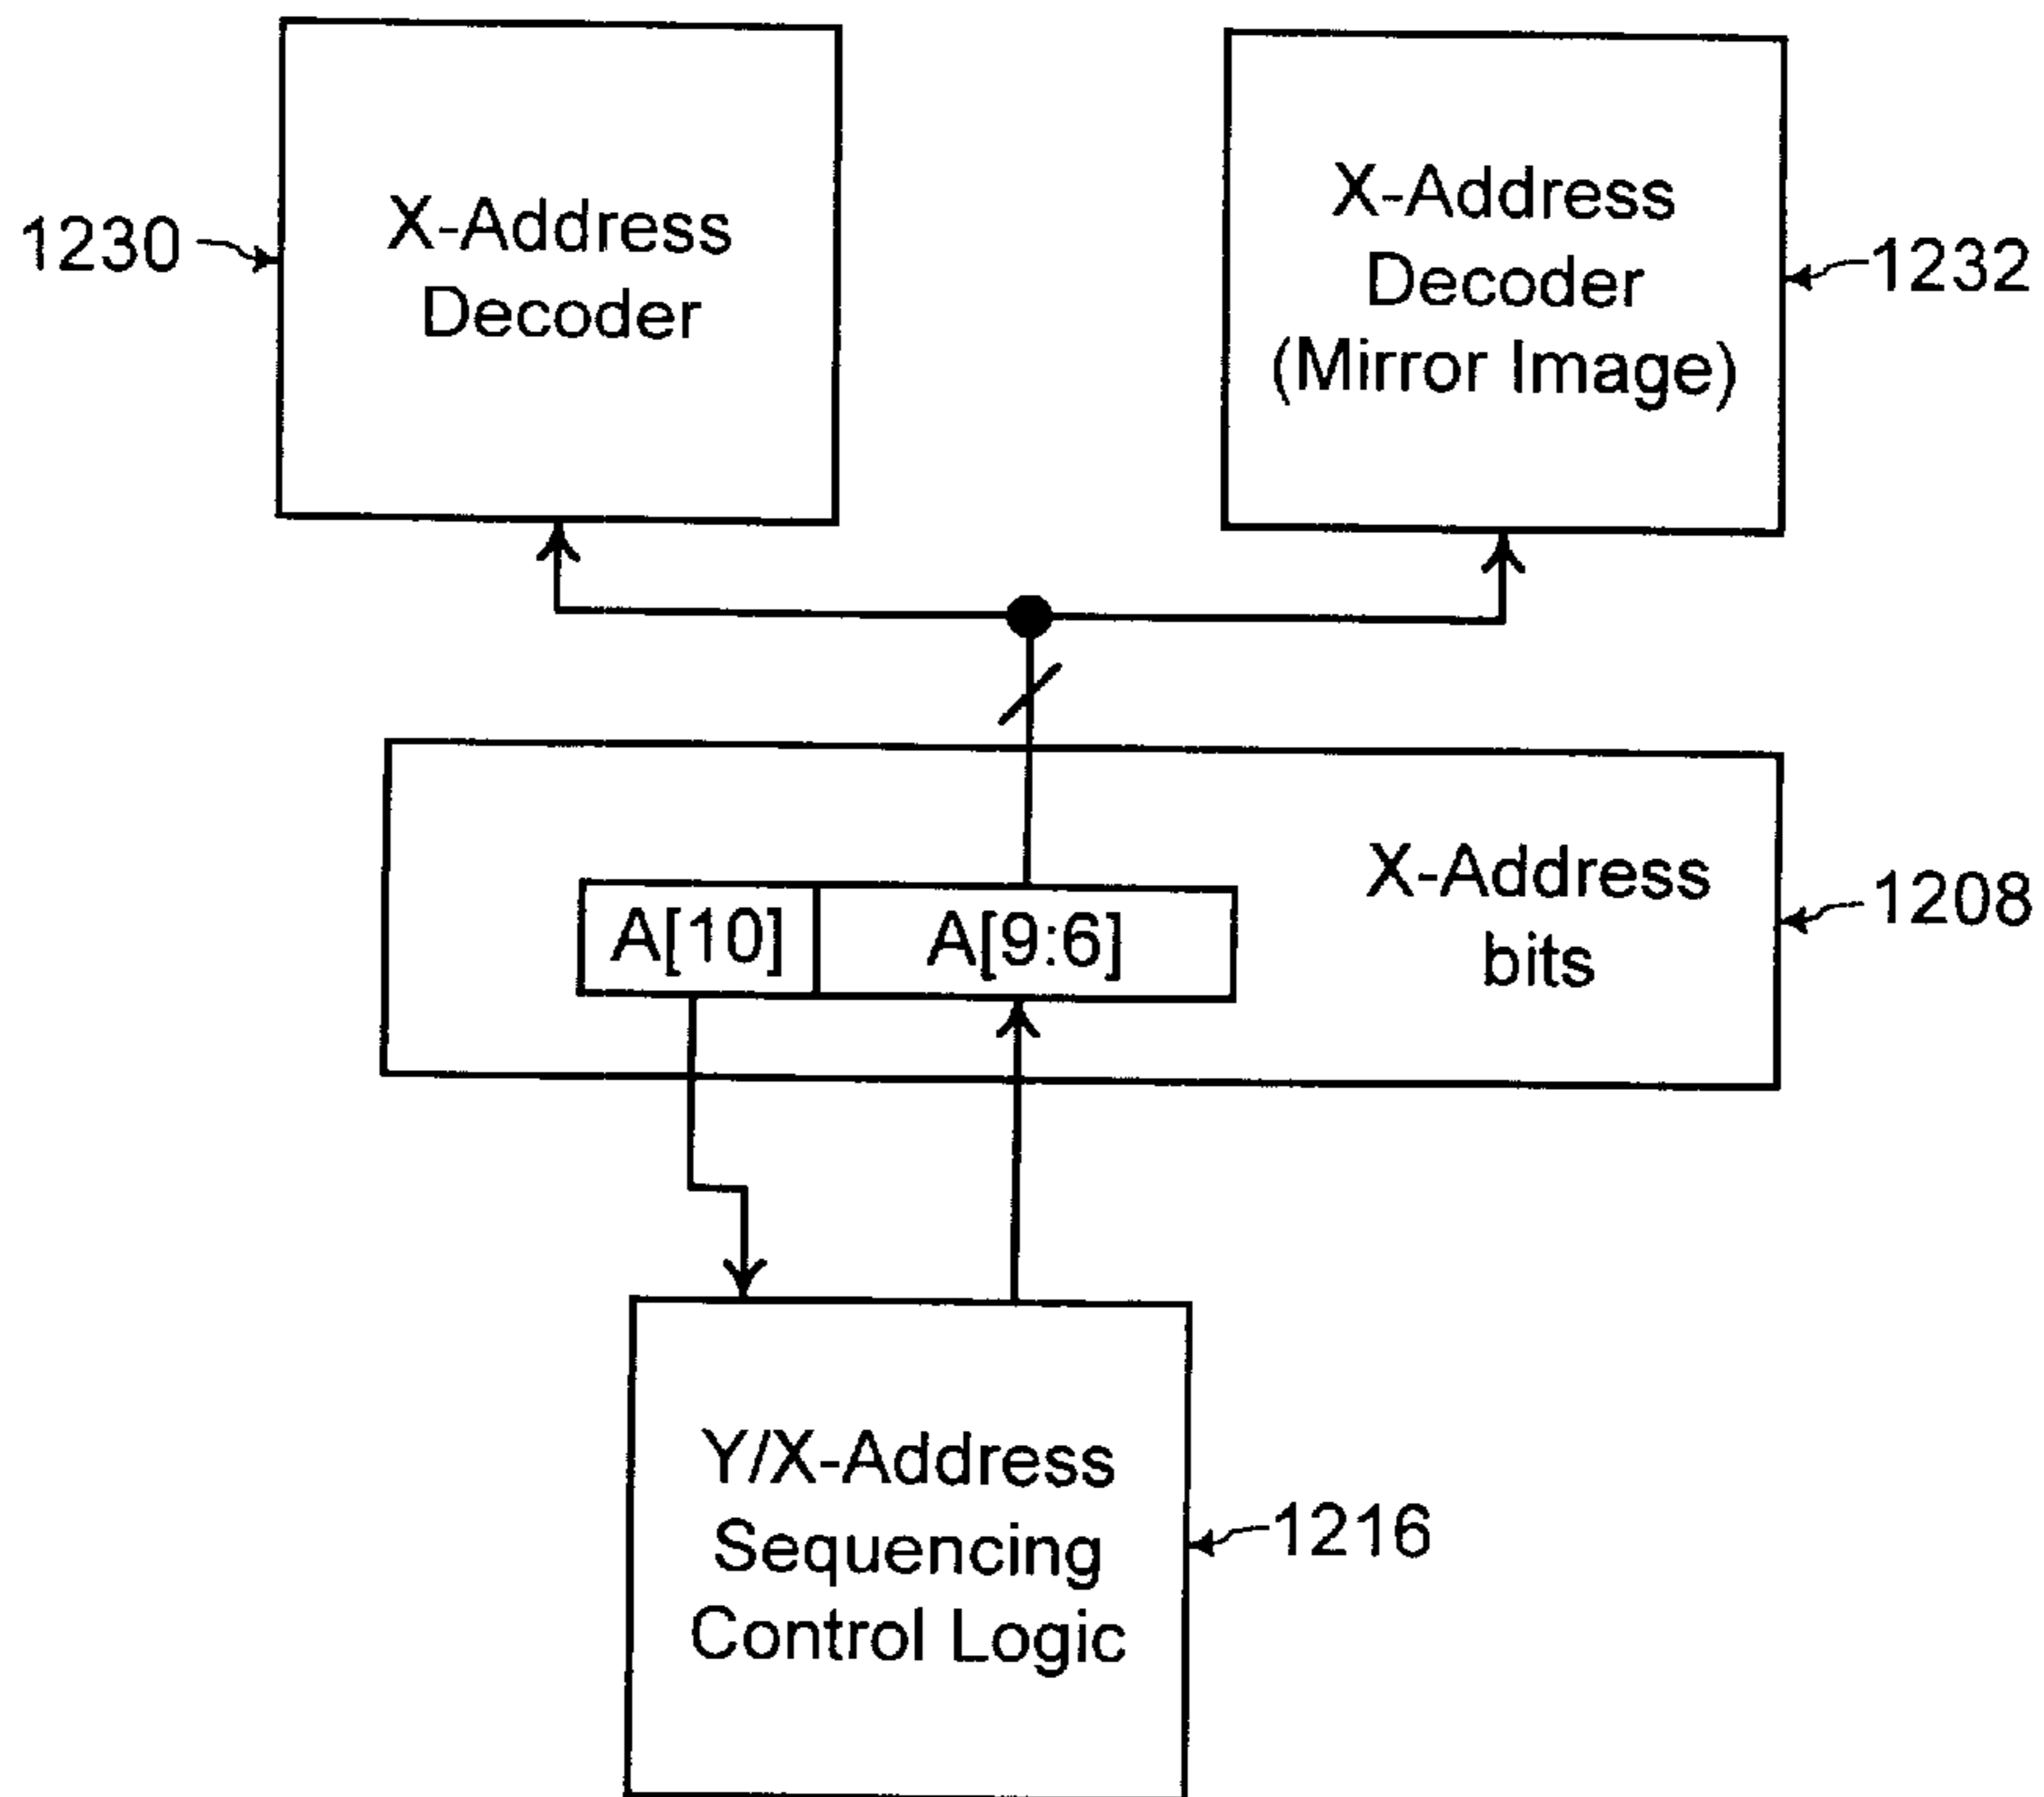 1230
X-Address
Decoder
X-Address
Decoder
(Mirror Image)
1232
A[10]
A[9:6]
X-Address
bits
1208
Y/X-Address
Sequencing
Control Logic
1216